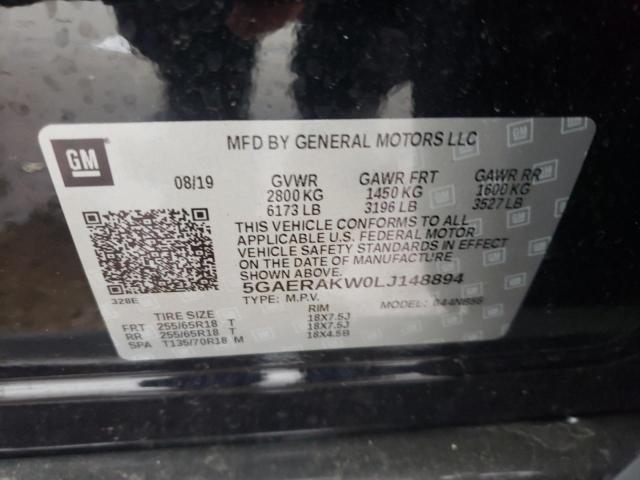 GM
MFD BY GENERAL MOTORS LLC
08/19 GVWR GAWR FRT GAWR RR
2800 KG 1450 KG 1600 KG
6173 LB 3196 LB 3527 LB
THIS VEHICLE CONFORMS TO ALL
APPLICABLE U.S. FEDERAL MOTOR
VEHICLE SAFETY STANDARDS IN EFFECT
ON THE DATE OF MANUFACTURE
SHOWN ABOVE.
328E
5GAERAKW0LJ148894
TYPE: M.P.V. MODEL:
TIRE SIZE RIM
FRT 255/65R18 T 18X7.5J
RR 255/65R18 T 18X7.5J
SPA T135/70R18 M 18X4.5B